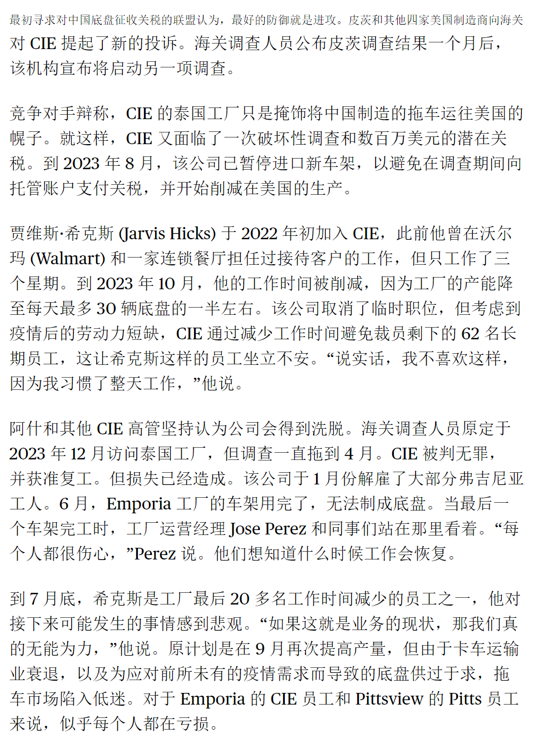 最初寻求对中国底盘征收关税的联盟认为，最好的防御就是进攻。皮茨和其他四家美国制造商向海关
对 CIE 提起了新的投诉。海关调查人员公布皮茨调查结果一个月后，
该机构宣布将启动另一项调查。
竞争对手辩称，CIE 的泰国工厂只是掩饰将中国制造的拖车运往美国的
幌子。就这样，CIE 又面临了一次破坏性调查和数百万美元的潜在关
税。到 2023 年 8 月，该公司已暂停进口新车架，以避免在调查期间向
托管账户支付关税，并开始削减在美国的生产。
贾维斯·希克斯 (Jarvis Hicks) 于 2022 年初加入 CIE，此前他曾在沃尔
玛 (Walmart) 和一家连锁餐厅担任过接待客户的工作，但只工作了三
个星期。到 2023 年 10 月，他的工作时间被削减，因为工厂的产能降
至每天最多 30 辆底盘的一半左右。该公司取消了临时职位，但考虑到
疫情后的劳动力短缺，CIE 通过减少工作时间避免裁员剩下的 62 名长
期员工，这让希克斯这样的员工坐立不安。“说实话，我不喜欢这样，
因为我习惯了整天工作，”他说。
阿什和其他 CIE 高管坚持认为公司会得到洗脱。海关调查人员原定于
2023 年 12 月访问泰国工厂，但调查一直拖到 4 月。CIE 被判无罪，
并获准复工。但损失已经造成。该公司于 1 月份解雇了大部分弗吉尼亚
工人。6 月，Emporia 工厂的车架用完了，无法制成底盘。当最后一
个车架完工时，工厂运营经理 Jose Perez 和同事们站在那里看着。“每
个人都很伤心，”Perez 说。他们想知道什么时候工作会恢复。
到 7 月底，希克斯是工厂最后 20 多名工作时间减少的员工之一，他对
接下来可能发生的事情感到悲观。“如果这就是业务的现状，那我们真
的无能为力，”他说。原计划是在 9 月再次提高产量，但由于卡车运输
业衰退，以及为应对前所未有的疫情需求而导致的底盘供过于求，拖
车市场陷入低迷。对于 Emporia 的 CIE 员工和 Pittsview 的 Pitts 员工
来说，似乎每个人都在亏损。